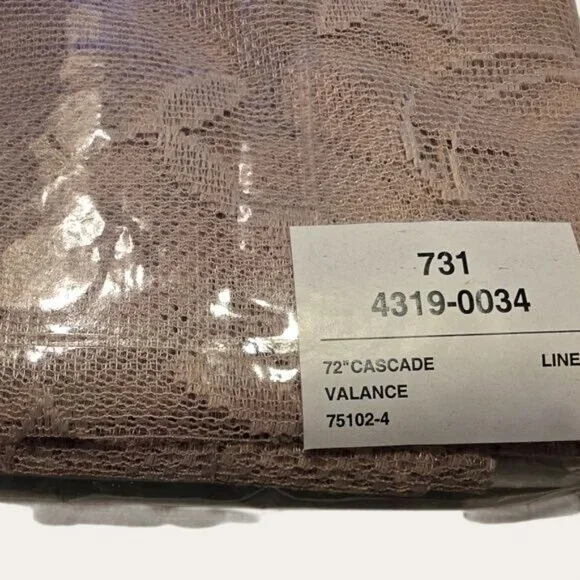 731
4319-0034
72"CASCADE LINE
VALANCE
75102-4